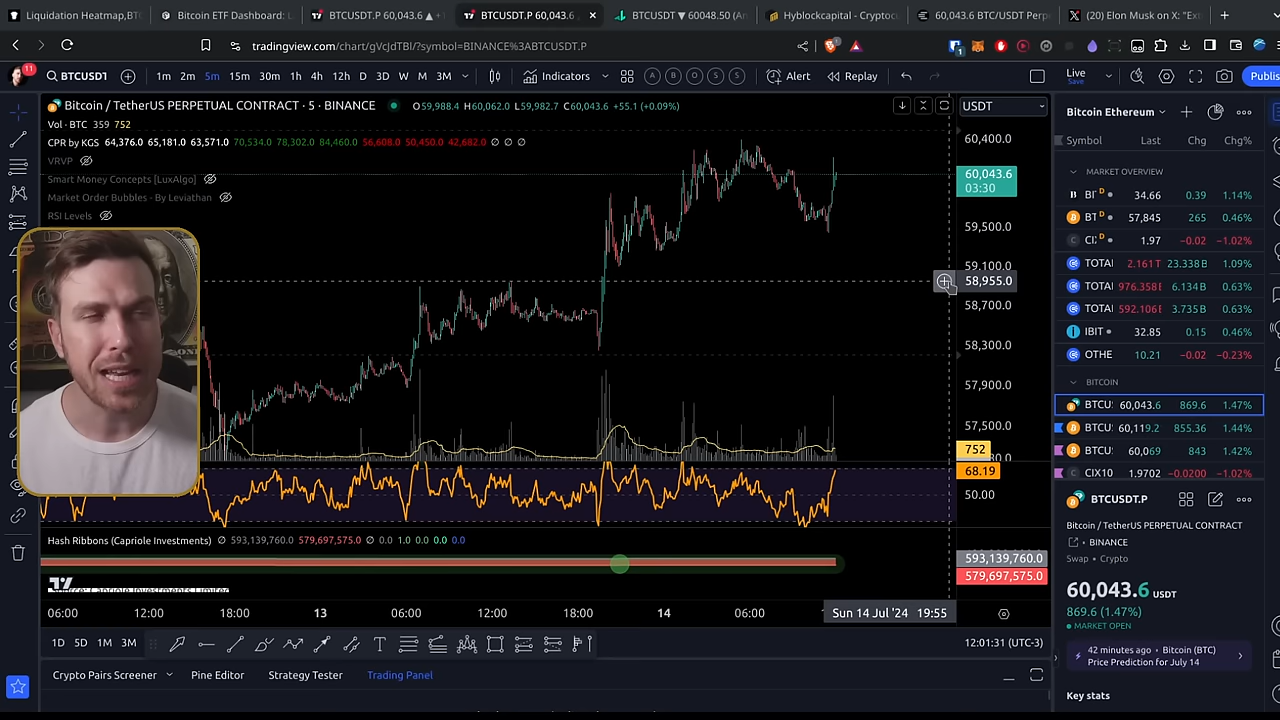 Liquidation Heatmap,BT
Bitcoin ETF Dashboard: L
BTCUSDT.P 60,043.6 ▲ +
BTCUSDT.P 60,043.6
BTCUSDT ▼ 60048.50 (An
Hyblockcapital - Cryptoc
60,043.6 BTC/USDT Perpe
(20) Elon Musk on X: "Ext
tradingview.com/chart/gVcJdTBl/?symbol=BINANCE%3ABTCUSDT.P
11
BTCUSD1
1m 2m 5m 15m 30m 1h 4h 12h D 3D W M 3M
Indicators
A B O S S
Alert
Replay
Live
Save
Publis
Bitcoin / TetherUS PERPETUAL CONTRACT · 5 · BINANCE
O59,988.4 H60,062.0 L59,982.7 C60,043.6 +55.1 (+0.09%)
Vol · BTC 359 752
CPR by KGS 64,376.0 65,181.0 63,571.0 70,534.0 78,302.0 84,460.0 56,608.0 50,450.0 42,682.0 ∅ ∅ ∅
VRVP
Smart Money Concepts [LuxAlgo]
Market Order Bubbles - By Leviathan
RSI Levels
USDT
60,400.0
60,043.6
03:30
59,500.0
59,100.0
58,955.0
58,700.0
58,300.0
57,900.0
57,500.0
752
68.19
50.00
Hash Ribbons (Capriole Investments) ∅ 593,139,760.0 579,697,575.0 ∅ 0.0 1.0 0.0 0.0 0.0
593,139,760.0
579,697,575.0
Source: Capriole Investments Limited
06:00 12:00 18:00 13 06:00 12:00 18:00 14 06:00
Sun 14 Jul '24 19:55
1D 5D 1M 3M
12:01:31 (UTC-3)
Crypto Pairs Screener
Pine Editor
Strategy Tester
Trading Panel
Bitcoin Ethereum
Symbol Last Chg Chg%
MARKET OVERVIEW
BI D 34.66 0.39 1.14%
BT D 57,845 265 0.46%
CI: D 1.97 -0.02 -1.02%
TOTA 2.161T 23.338B 1.09%
TOTA 976.358B 6.134B 0.63%
TOTA 592.106B 3.735B 0.63%
IBIT 32.85 0.15 0.46%
OTHE 10.21 -0.02 -0.23%
BITCOIN
BTCU: 60,043.6 869.6 1.47%
BTCU: 60,119.2 855.36 1.44%
BTCU: 60,069 843 1.42%
CIX10 1.9702 -0.0200 -1.02%
BTCUSDT.P
Bitcoin / TetherUS PERPETUAL CONTRACT
BINANCE
Swap • Crypto
60,043.6 USDT
869.6 (1.47%)
MARKET OPEN
42 minutes ago • Bitcoin (BTC)
Price Prediction for July 14
Key stats